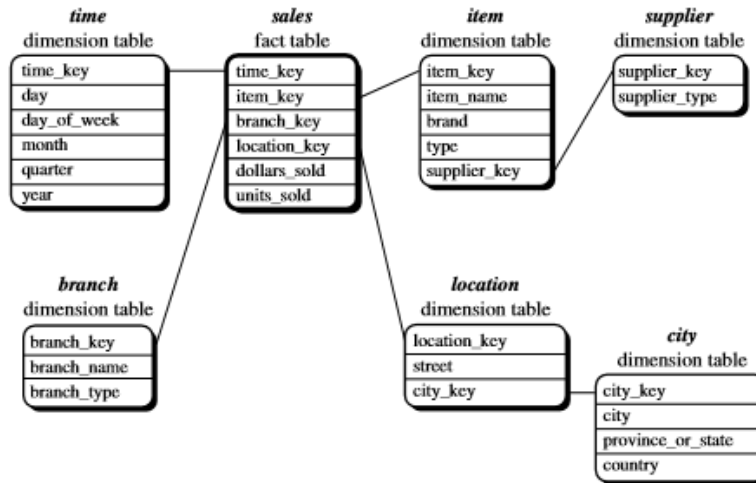 time
dimension table
time_key
day
day_of_week
month
quarter
year
sales
fact table
time_key
item_key
branch_key
location_key
dollars_sold
units_sold
item
dimension table
item_key
item_name
brand
type
supplier_key
supplier
dimension table
supplier_key
supplier_type
branch
dimension table
branch_key
branch_name
branch_type
location
dimension table
location_key
street
city_key
city
dimension table
city_key
city
province_or_state
country